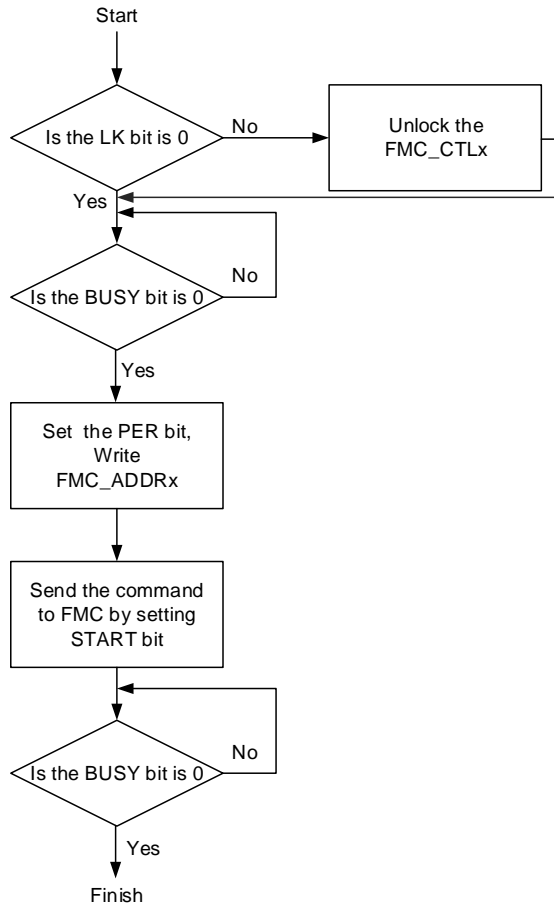 Start
Is the LK bit is 0
No
Unlock the
FMC_CTLx
Yes
Is the BUSY bit is 0
No
Yes
Set the PER bit,
Write
FMC_ADDRx
Send the command
to FMC by setting
START bit
Is the BUSY bit is 0
No
Yes
Finish